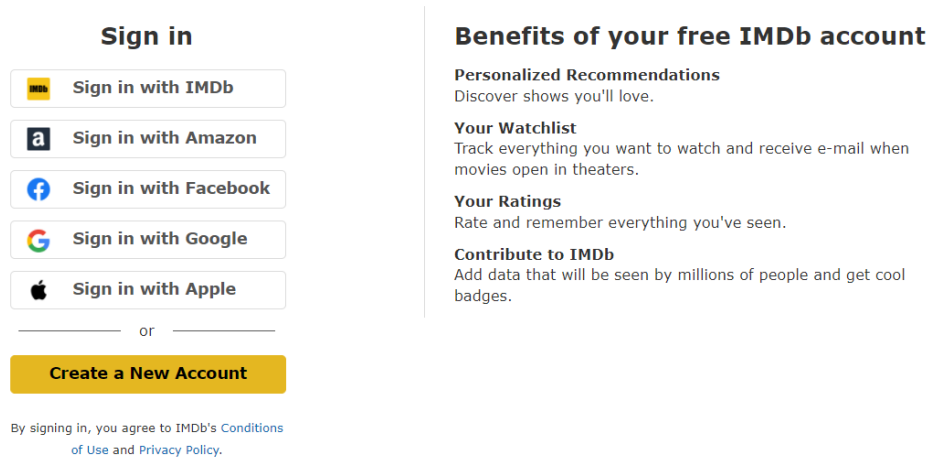 Sign in
IMDb Sign in with IMDb
a Sign in with Amazon
Sign in with Facebook
G Sign in with Google
Sign in with Apple
or
Create a New Account
By signing in, you agree to IMDb's Conditions
of Use and Privacy Policy.
Benefits of your free IMDb account
Personalized Recommendations
Discover shows you'll love.
Your Watchlist
Track everything you want to watch and receive e-mail when
movies open in theaters.
Your Ratings
Rate and remember everything you've seen.
Contribute to IMDb
Add data that will be seen by millions of people and get cool
badges.